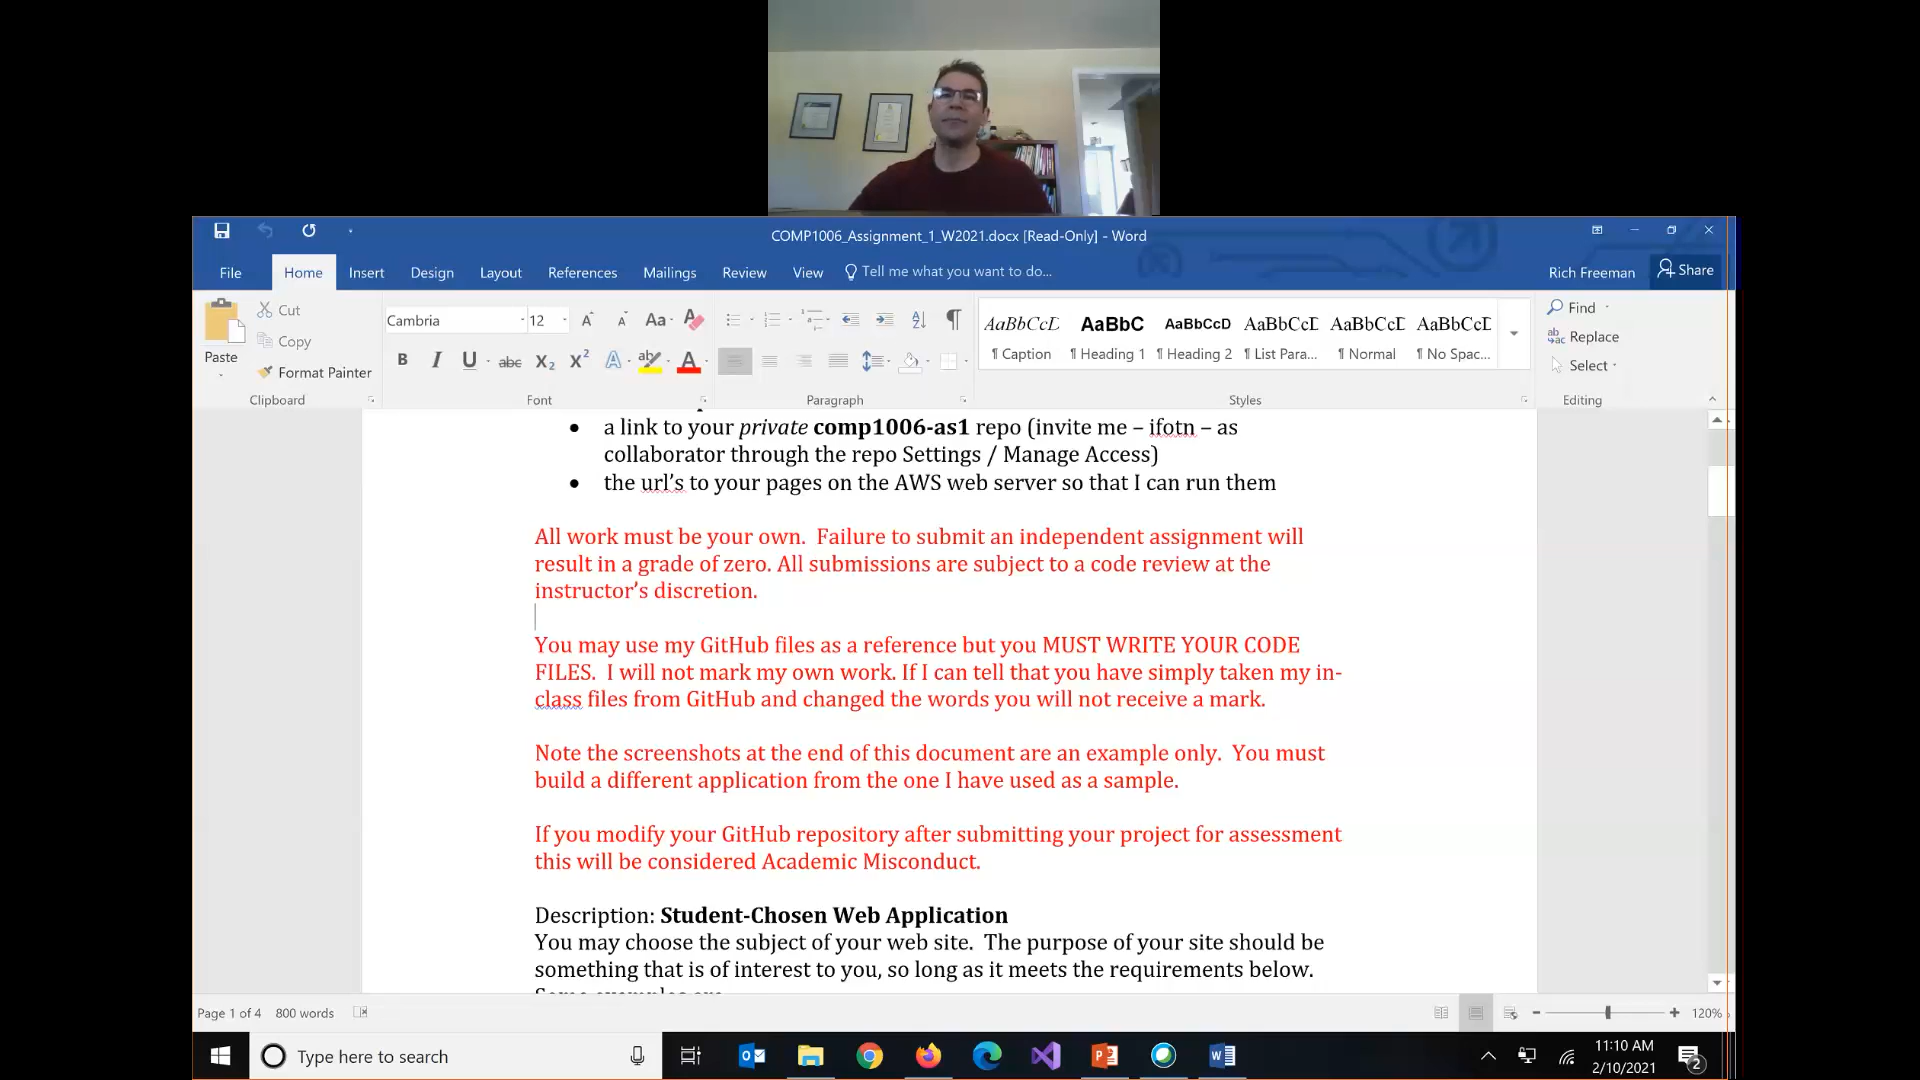 COMP1006_Assignment_1_W2021.docx [Read-Only] - Word
File Home Insert Design Layout References Mailings Review View Tell me what you want to do... Rich Freeman Share
Paste
Cut
Copy
Format Painter
Clipboard
Cambria 12
Font
Paragraph
AaBbCcD AaBbC AaBbCcD AaBbCcD AaBbCcD AaBbCcD
¶ Caption ¶ Heading 1 ¶ Heading 2 ¶ List Para... ¶ Normal ¶ No Spac...
Styles
Find
Replace
Select
Editing
• a link to your private comp1006-as1 repo (invite me – ifotn – as
collaborator through the repo Settings / Manage Access)
• the url’s to your pages on the AWS web server so that I can run them
All work must be your own.  Failure to submit an independent assignment will
result in a grade of zero. All submissions are subject to a code review at the
instructor’s discretion.
You may use my GitHub files as a reference but you MUST WRITE YOUR CODE
FILES.  I will not mark my own work. If I can tell that you have simply taken my in-
class files from GitHub and changed the words you will not receive a mark.
Note the screenshots at the end of this document are an example only.  You must
build a different application from the one I have used as a sample.
If you modify your GitHub repository after submitting your project for assessment
this will be considered Academic Misconduct.
Description: Student-Chosen Web Application
You may choose the subject of your web site.  The purpose of your site should be
something that is of interest to you, so long as it meets the requirements below.
Page 1 of 4 800 words 120%
Type here to search
11:10 AM
2/10/2021
2